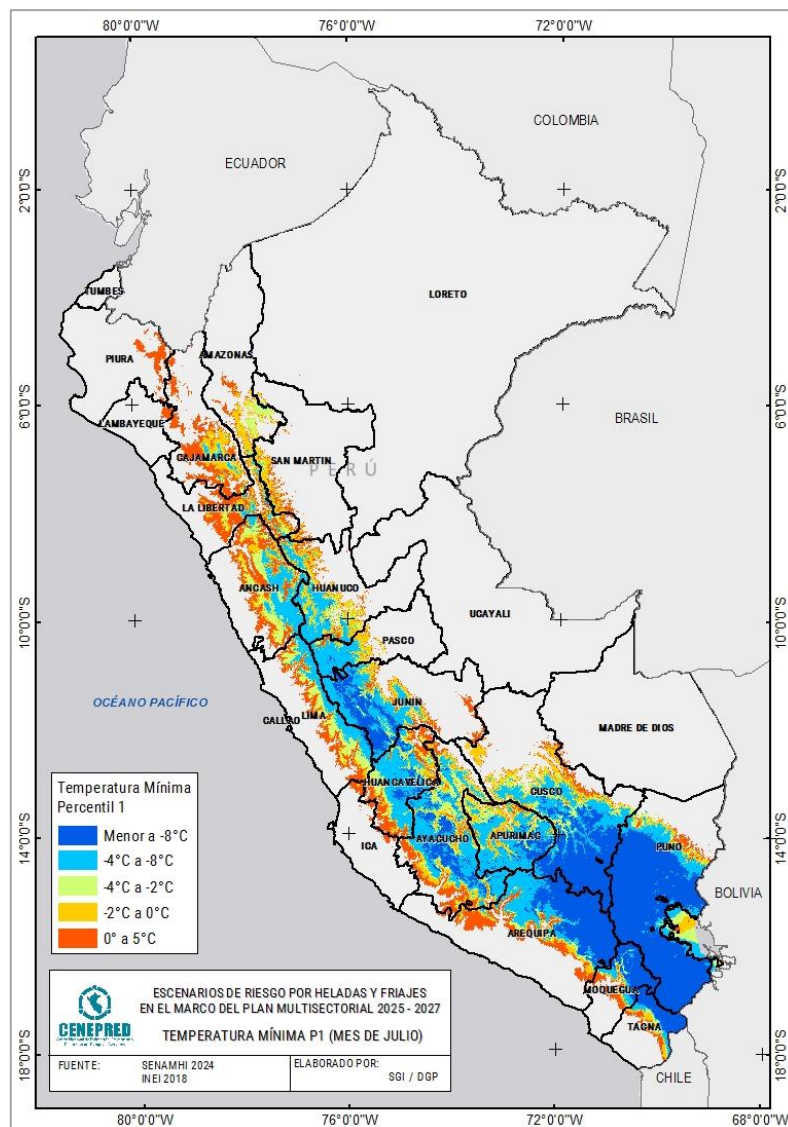 80°0'0"W 76°0'0"W 72°0'0"W
COLOMBIA
ECUADOR
2°0'0"S 2°0'0"S
TUMBES
LORETO
PIURA
AMAZONAS
6°0'0"S 6°0'0"S
LAMBAYEQUE
BRASIL
CAJAMARCA
SAN MARTIN
PERÚ
LA LIBERTAD
ANCASH
HUANUCO
UCAYALI
10°0'0"S 10°0'0"S
PASCO
OCÉANO PACÍFICO
JUNIN
CALLAO
LIMA
MADRE DE DIOS
HUANCAVELICA
CUSCO
14°0'0"S 14°0'0"S
ICA
AYACUCHO
APURIMAC
PUNO
BOLIVIA
AREQUIPA
MOQUEGUA
TACNA
18°0'0"S 18°0'0"S
CHILE
Temperatura Mínima
Percentil 1
Menor a -8°C
-4°C a -8°C
-4°C a -2°C
-2°C a 0°C
0° a 5°C
CENEPRED
ESCENARIOS DE RIESGO POR HELADAS Y FRIAJES
EN EL MARCO DEL PLAN MULTISECTORIAL 2025 - 2027
TEMPERATURA MÍNIMA P1 (MES DE JULIO)
FUENTE: SENAMHI 2024
INEI 2018
ELABORADO POR:
SGI / DGP
80°0'0"W 76°0'0"W 72°0'0"W 68°0'0"W